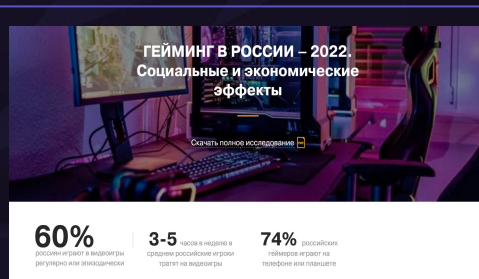 ГЕЙМИНГ В РОССИИ – 2022.
Социальные и экономические
эффекты
Скачать полное исследование
60%
россиян играют в видеоигры
регулярно или эпизодически
3-5 часов в неделю в
среднем российские игроки
тратят на видеоигры
74% российских
геймеров играют на
телефоне или планшете